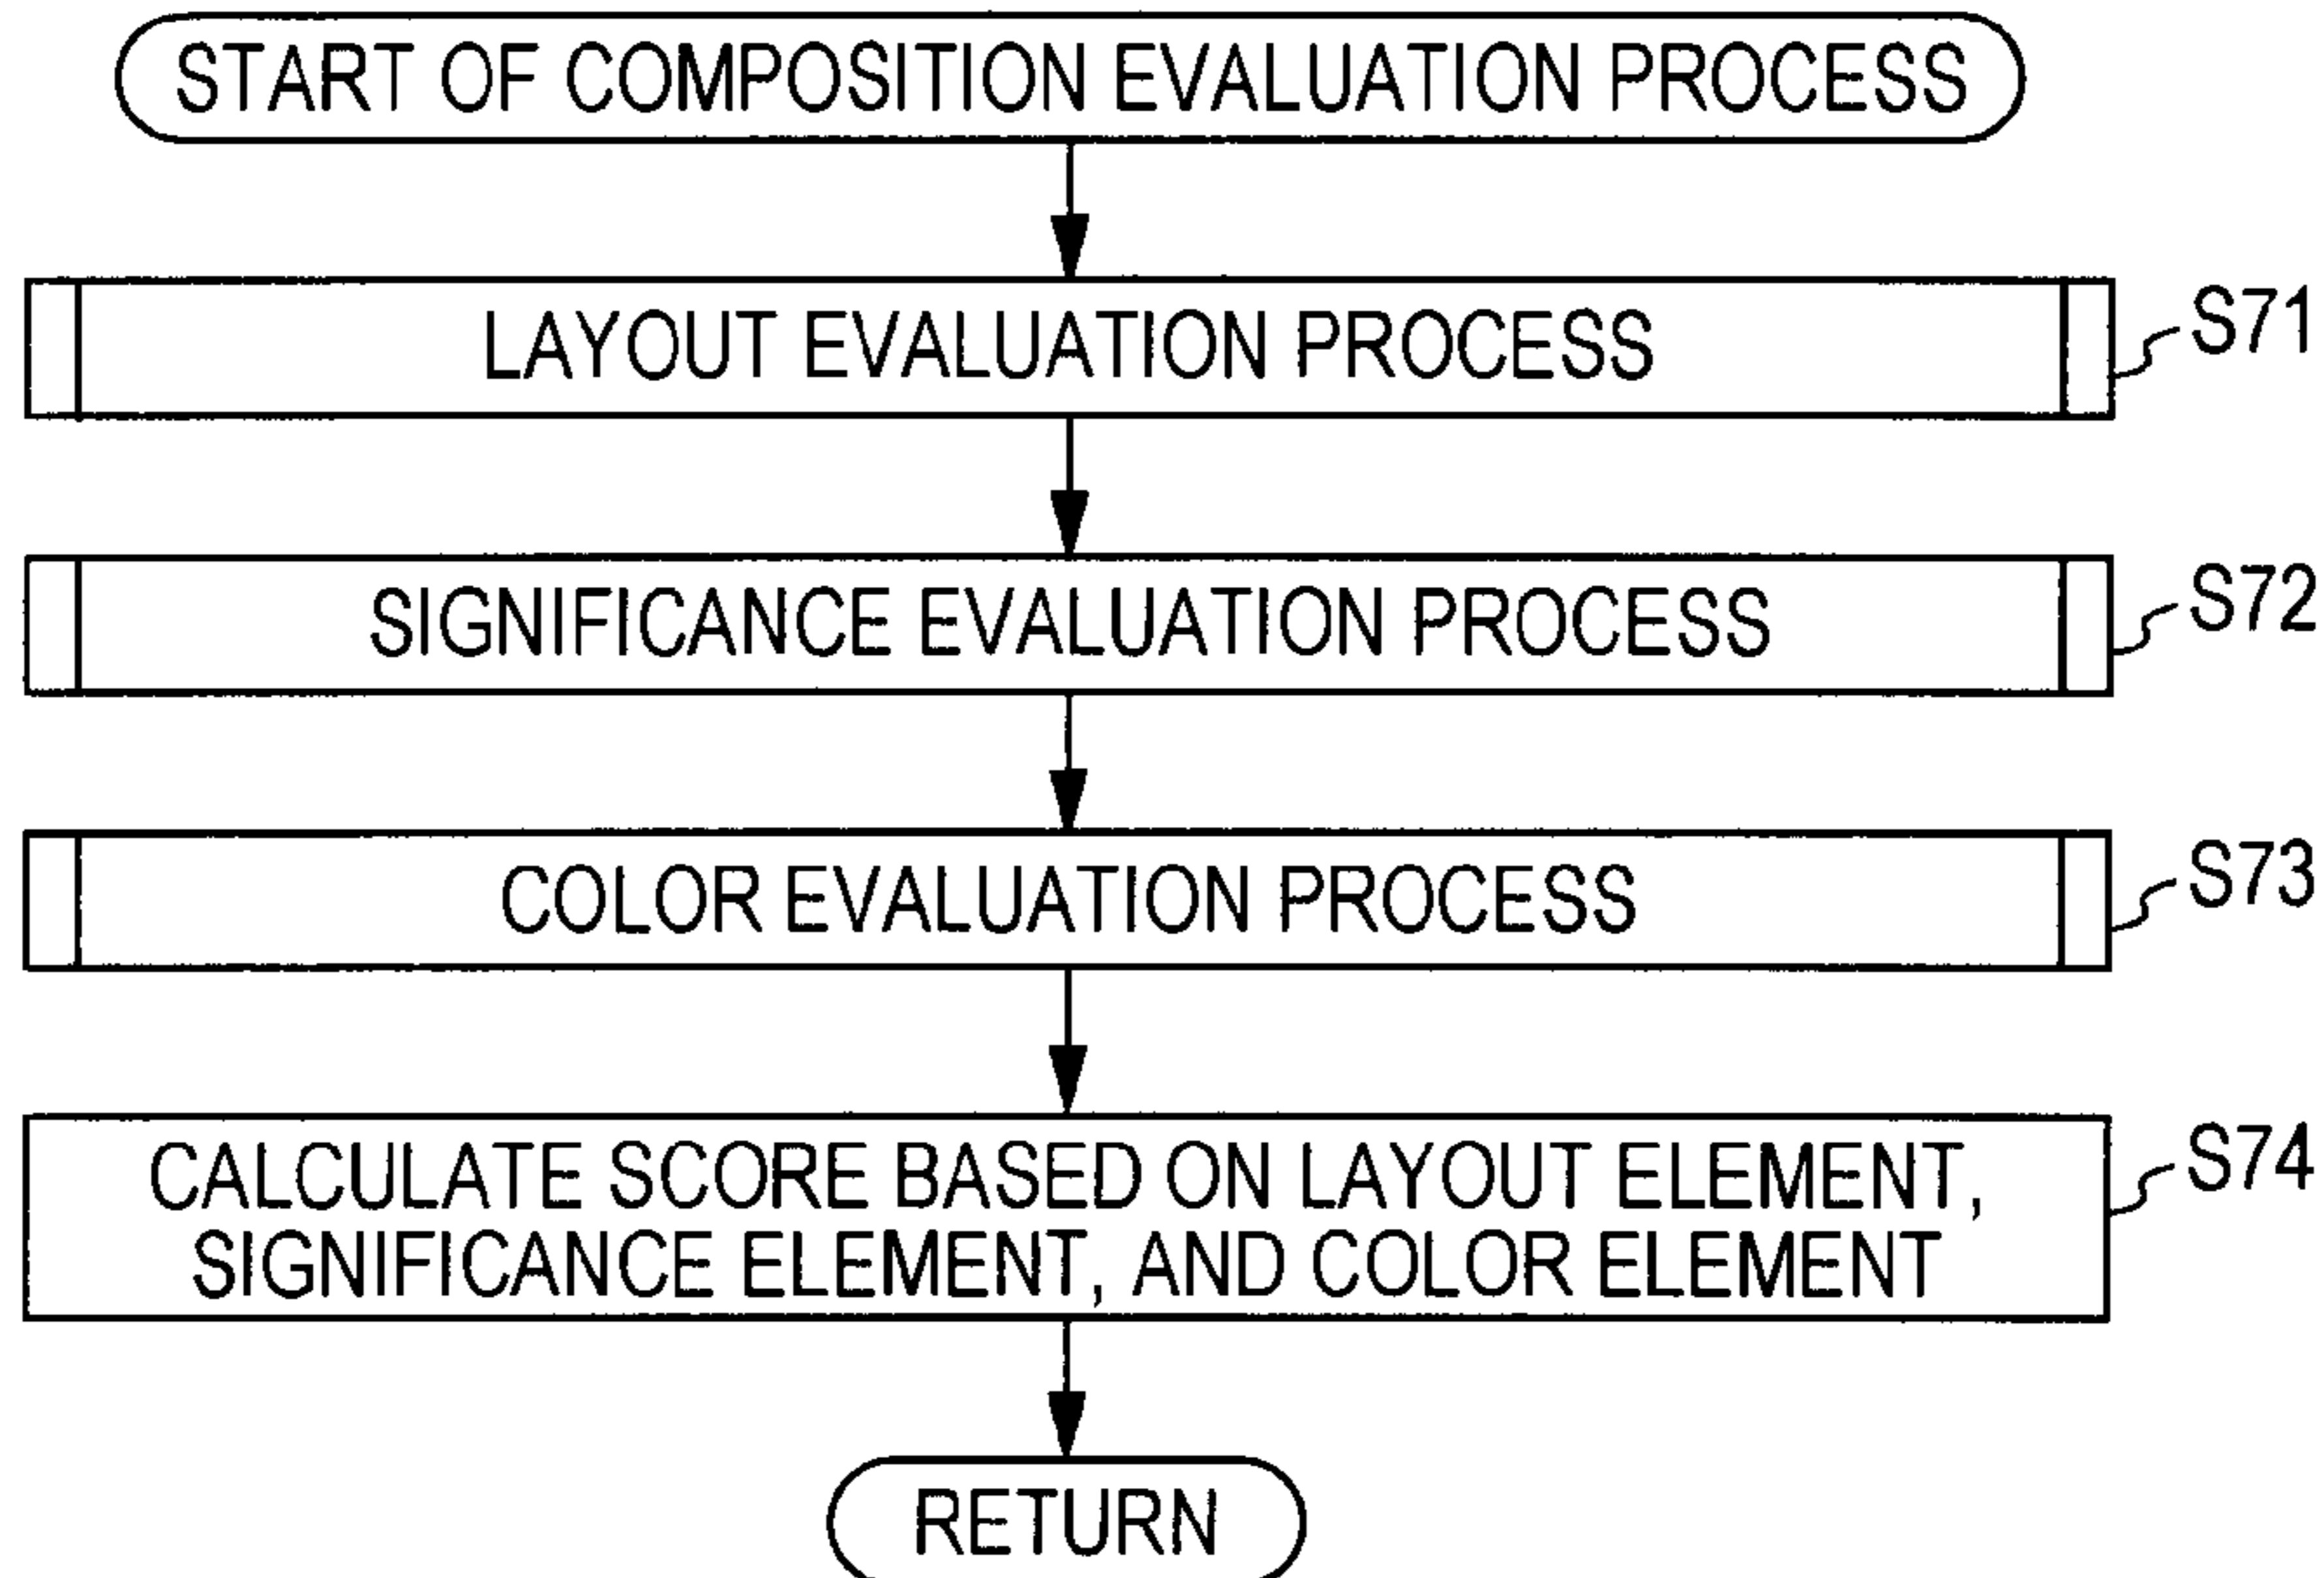 START OF COMPOSITION EVALUATION PROCESS
LAYOUT EVALUATION PROCESS
S71
SIGNIFICANCE EVALUATION PROCESS
S72
COLOR EVALUATION PROCESS
S73
CALCULATE SCORE BASED ON LAYOUT ELEMENT,
SIGNIFICANCE ELEMENT, AND COLOR ELEMENT
S74
RETURN